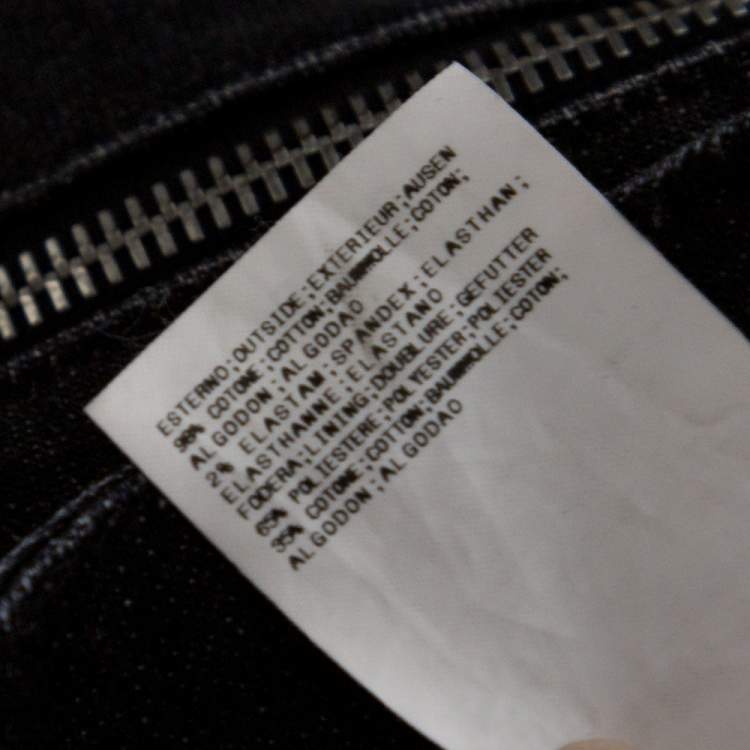 ESTERNO;OUTSIDE;EXTERIEUR;AUSEN
98% COTONE;COTTON;BAUMWOLLE;COTON;
ALGODON;ALGODAO
2% ELASTAM;SPANDEX;ELASTHAN;
ELASTHANNE;ELASTANO
FODERA;LINING;DOUBLURE;GEFUTTER
65% POLIESTERE;POLYESTER;POLIESTER
35% COTONE;COTTON;BAUMWOLLE;COTON;
ALGODON;ALGODAO